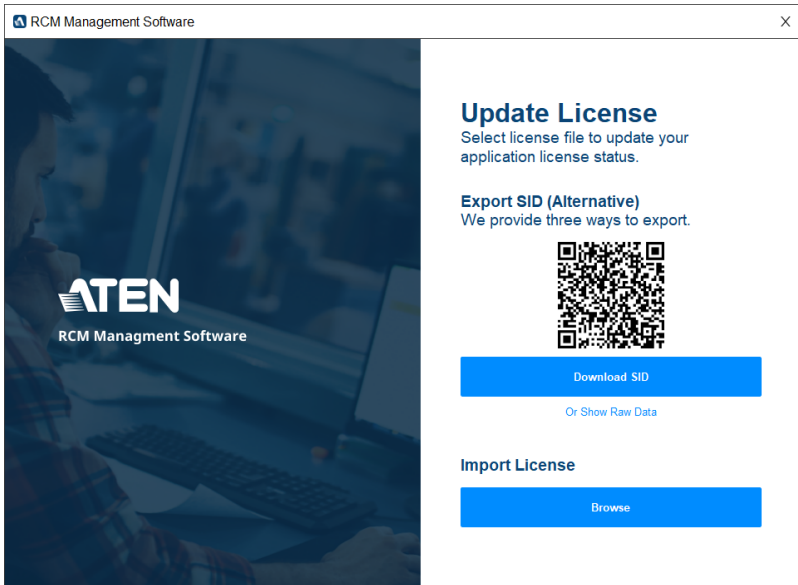 RCM Management Software
X
ATEN
RCM Managment Software
Update License
Select license file to update your
application license status.
Export SID (Alternative)
We provide three ways to export.
Download SID
Or Show Raw Data
Import License
Browse